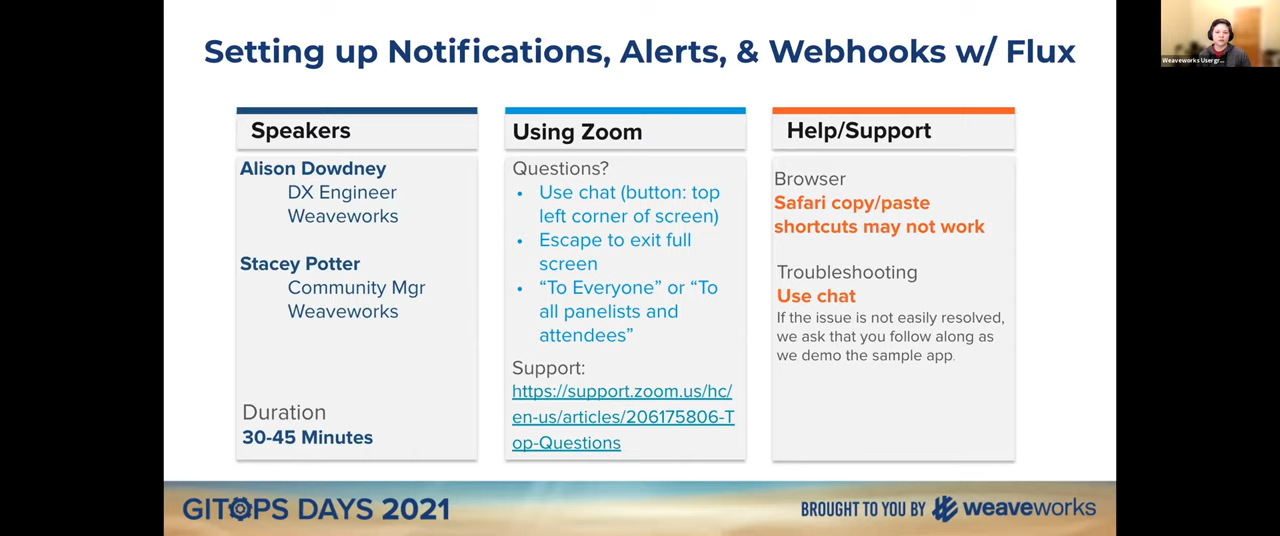 Setting up Notifications, Alerts, & Webhooks w/ Flux
Weaveworks Usergr...
Speakers
Alison Dowdney
DX Engineer
Weaveworks
Stacey Potter
Community Mgr
Weaveworks
Duration
30-45 Minutes
Using Zoom
Questions?
• Use chat (button: top
left corner of screen)
• Escape to exit full
screen
• “To Everyone” or “To
all panelists and
attendees”
Support:
https://support.zoom.us/hc/
en-us/articles/206175806-T
op-Questions
Help/Support
Browser
Safari copy/paste
shortcuts may not work
Troubleshooting
Use chat
If the issue is not easily resolved,
we ask that you follow along as
we demo the sample app.
GITOPS DAYS 2021
BROUGHT TO YOU BY weaveworks